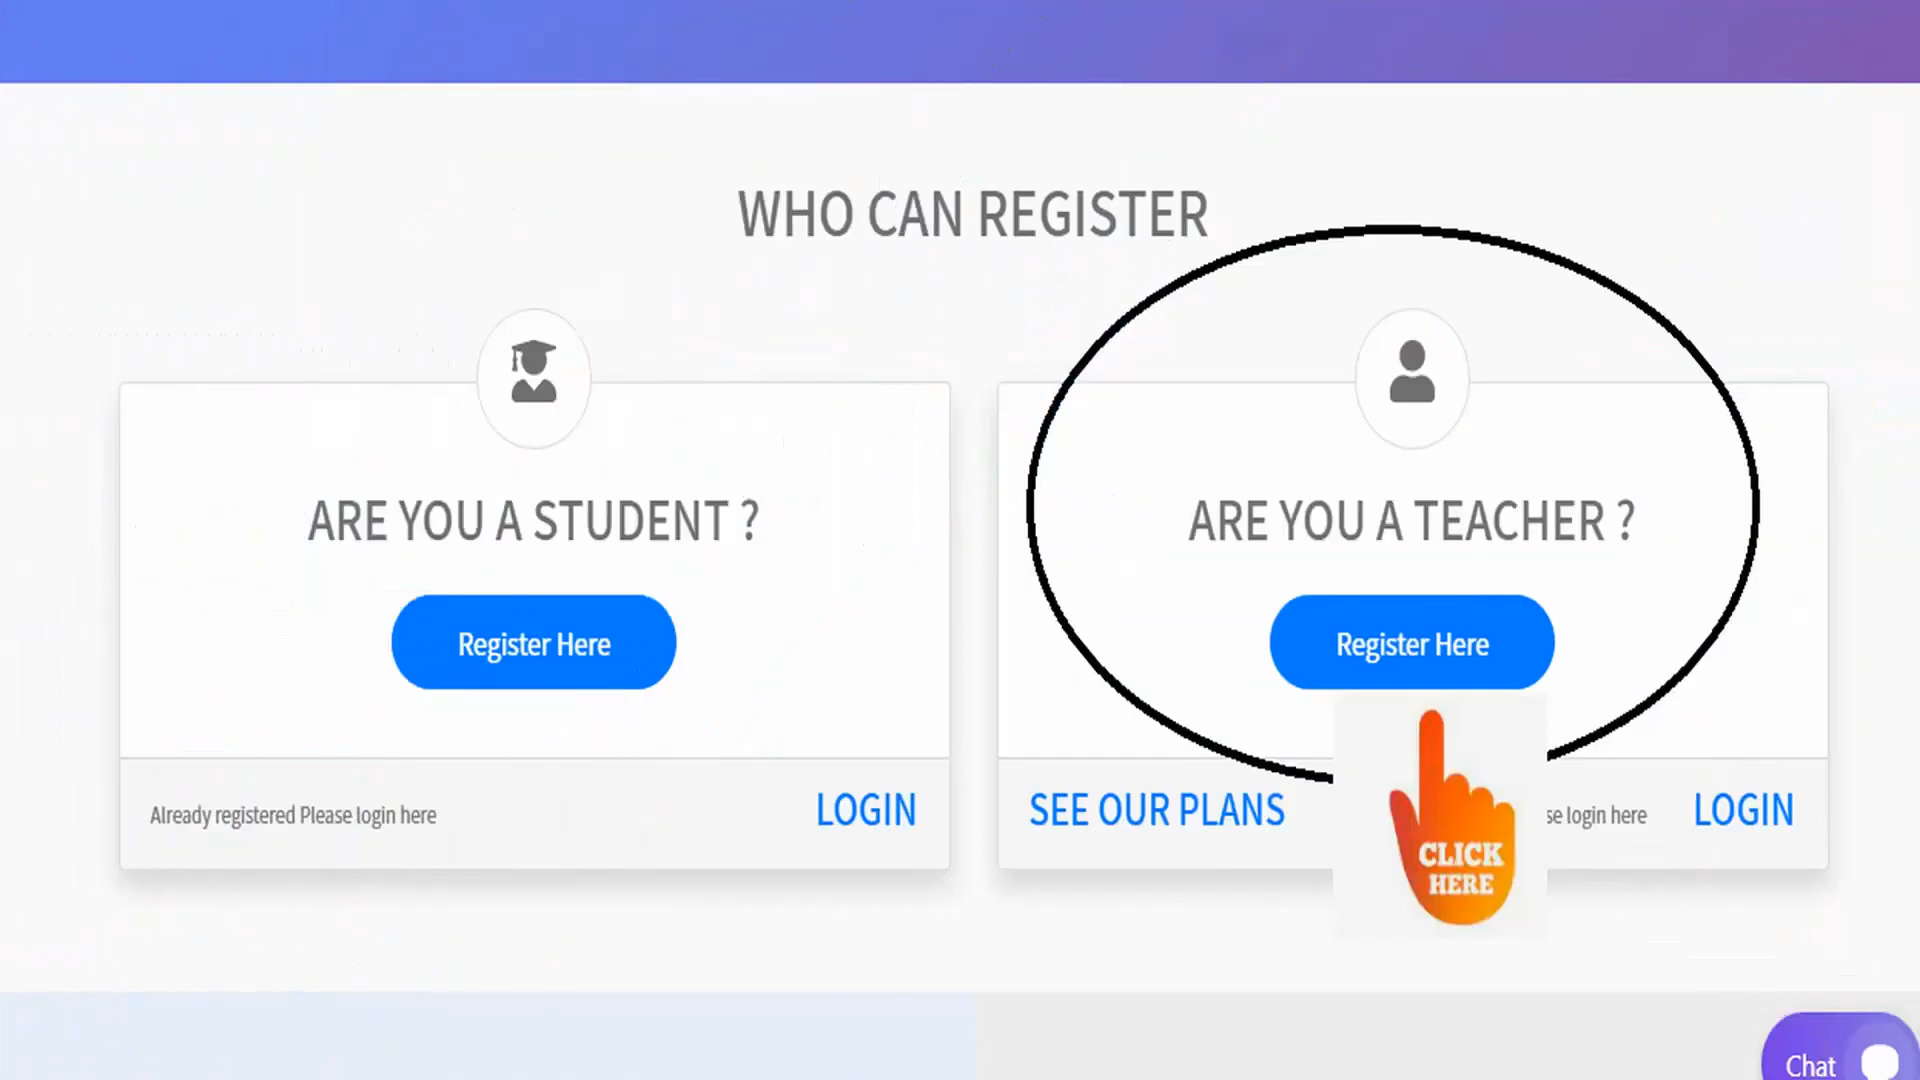 WHO CAN REGISTER
ARE YOU A STUDENT ?
Register Here
Already registered Please login here
LOGIN
ARE YOU A TEACHER ?
Register Here
SEE OUR PLANS
login here
LOGIN
CLICK
HERE
Chat